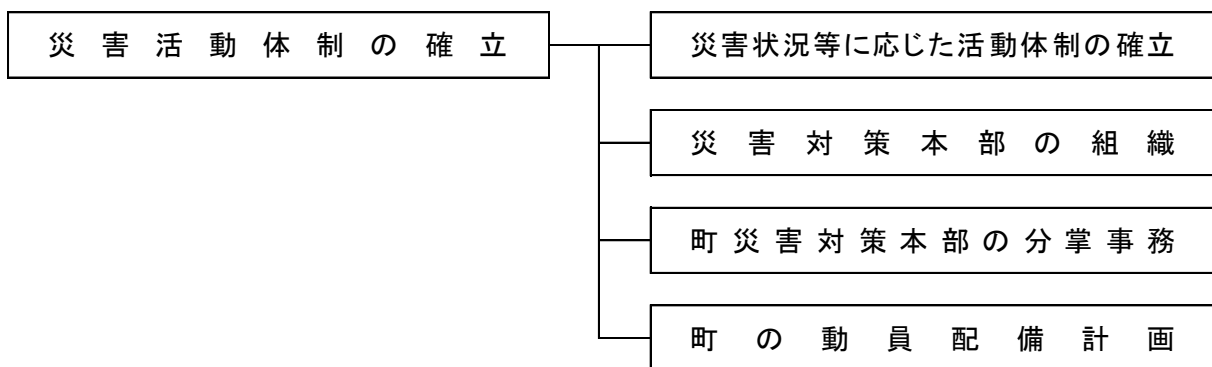 災害活動体制の確立
災害状況等に応じた活動体制の確立
災害対策本部の組織
町災害対策本部の分掌事務
町の動員配備計画